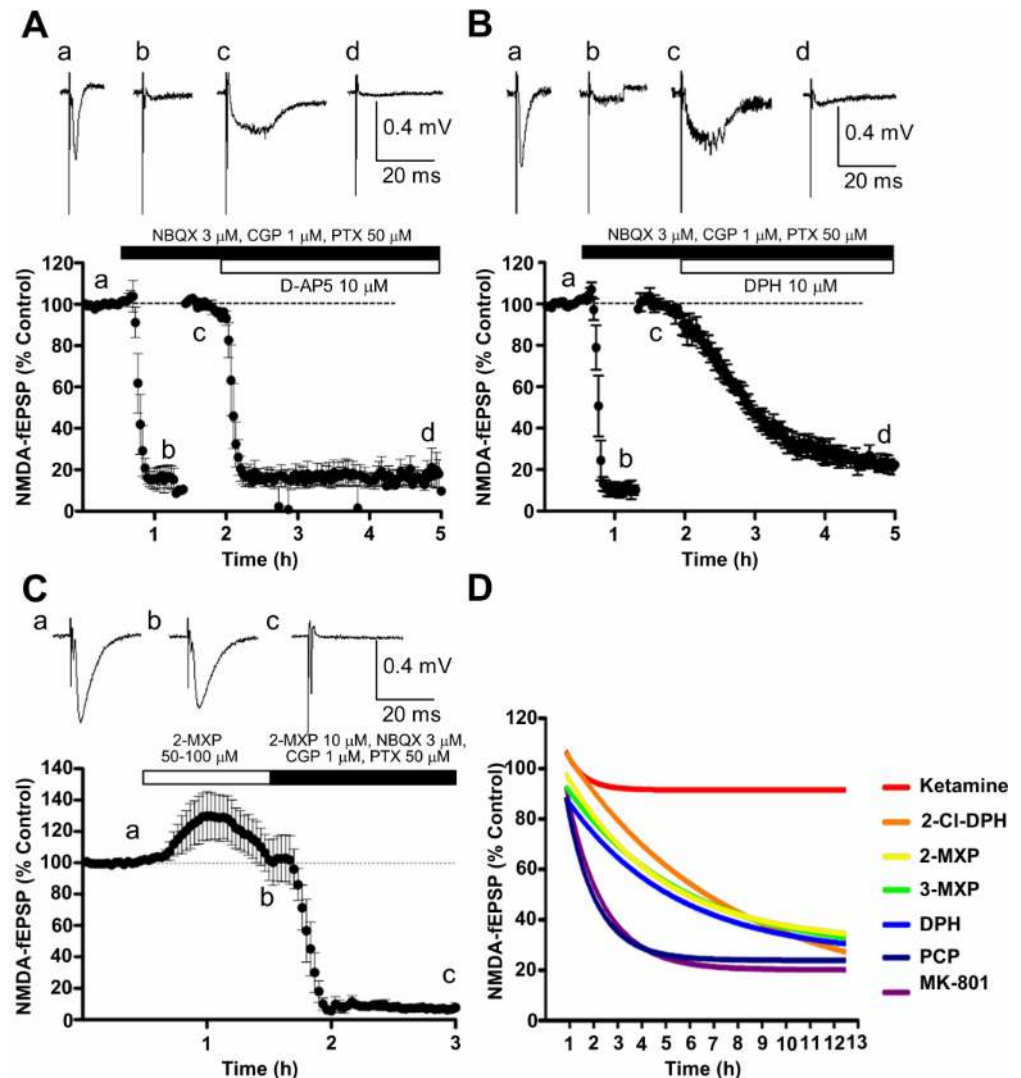 A
a
b
c
d
0.4 mV
20 ms
NBQX 3 µM, CGP 1 µM, PTX 50 µM
D-AP5 10 µM
a
b
c
d
NMDA-fEPSP (% Control)
120
100
80
60
40
20
0
1
2
3
4
5
Time (h)
B
a
b
c
d
0.4 mV
20 ms
NBQX 3 µM, CGP 1 µM, PTX 50 µM
DPH 10 µM
a
b
c
d
NMDA-fEPSP (% Control)
120
100
80
60
40
20
0
1
2
3
4
5
Time (h)
C
a
b
c
0.4 mV
20 ms
2-MXP
50-100 µM
2-MXP 10 µM, NBQX 3 µM,
CGP 1 µM, PTX 50 µM
a
b
c
NMDA-fEPSP (% Control)
140
120
100
80
60
40
20
0
1
2
3
Time (h)
D
NMDA-fEPSP (% Control)
120
100
80
60
40
20
0
1 2 3 4 5 6 7 8 9 10 11 12 13
Time (h)
Ketamine
2-Cl-DPH
2-MXP
3-MXP
DPH
PCP
MK-801